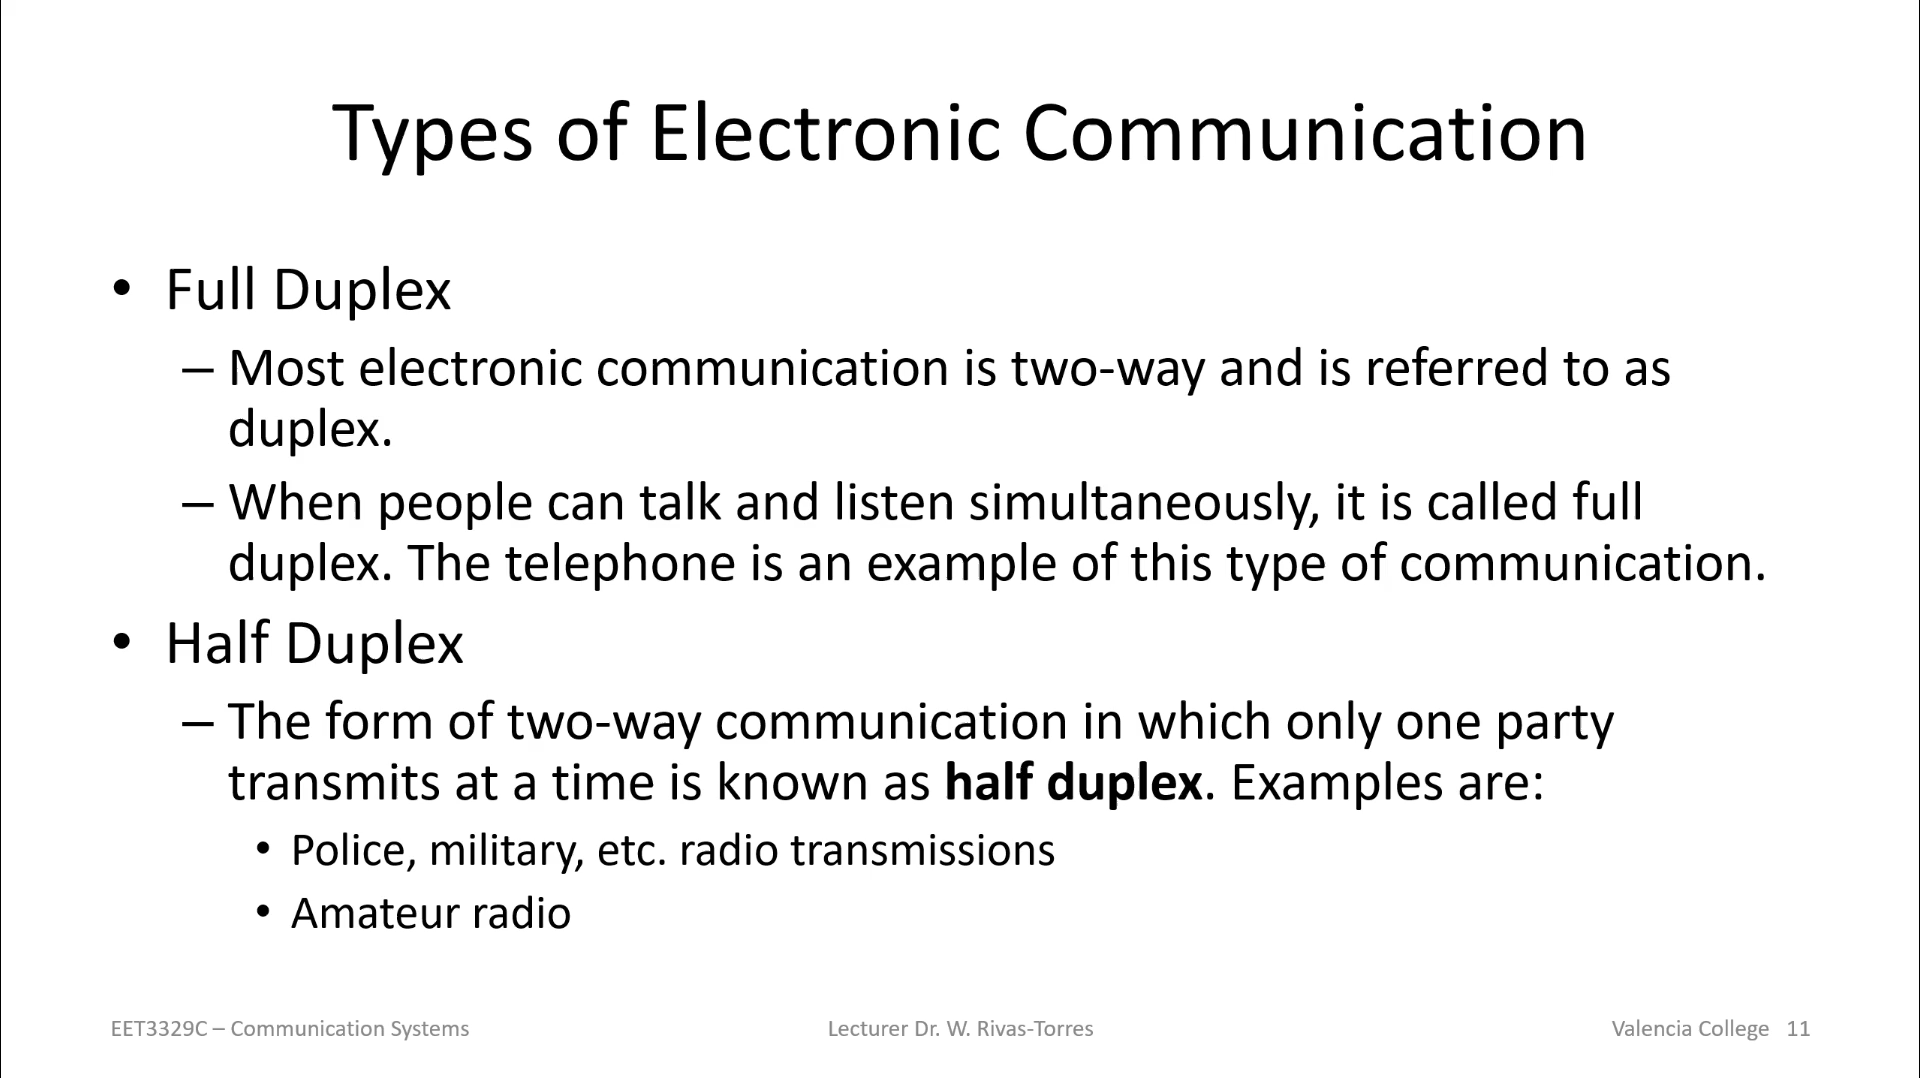 Types of Electronic Communication
• Full Duplex
– Most electronic communication is two-way and is referred to as
duplex.
– When people can talk and listen simultaneously, it is called full
duplex. The telephone is an example of this type of communication.
• Half Duplex
– The form of two-way communication in which only one party
transmits at a time is known as half duplex. Examples are:
• Police, military, etc. radio transmissions
• Amateur radio
EET3329C – Communication Systems
Lecturer Dr. W. Rivas-Torres
Valencia College 11